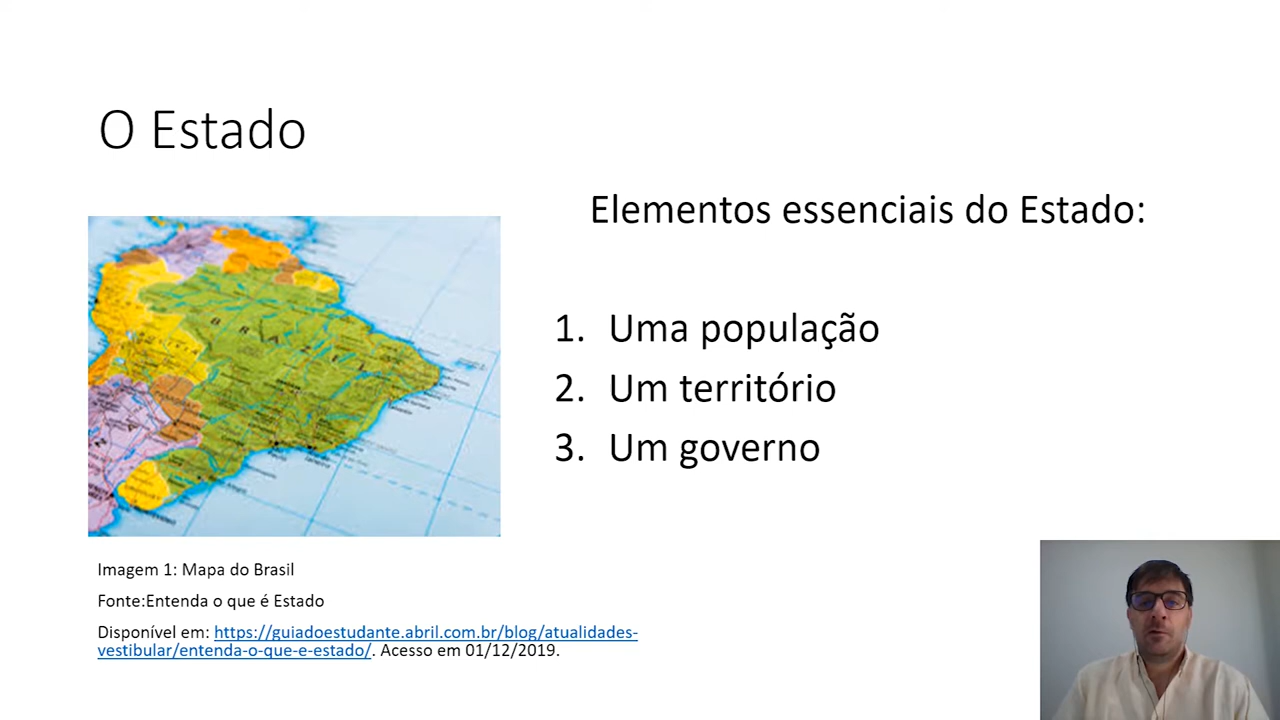 O Estado
Elementos essenciais do Estado:
1. Uma população
2. Um território
3. Um governo
B R A Z I L
Imagem 1: Mapa do Brasil
Fonte:Entenda o que é Estado
Disponível em: https://guiadoestudante.abril.com.br/blog/atualidades-
vestibular/entenda-o-que-e-estado/. Acesso em 01/12/2019.